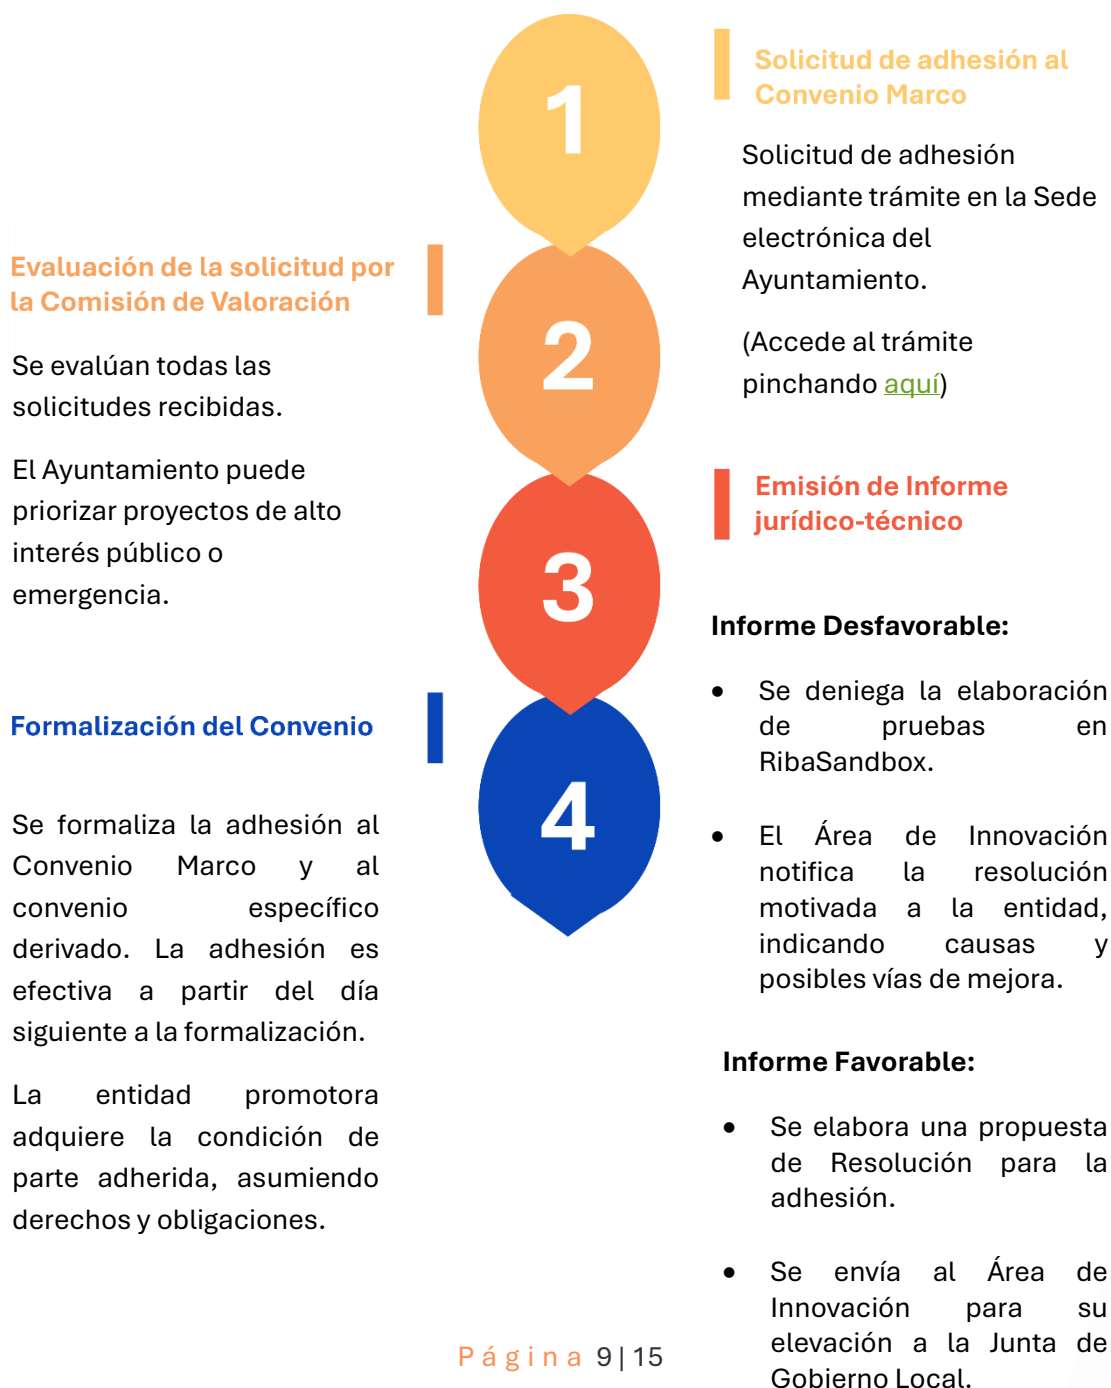 1
Solicitud de adhesión al
Convenio Marco
Solicitud de adhesión
mediante trámite en la Sede
electrónica del
Ayuntamiento.
(Accede al trámite
pinchando aquí)
2
Evaluación de la solicitud por
la Comisión de Valoración
Se evalúan todas las
solicitudes recibidas.
El Ayuntamiento puede
priorizar proyectos de alto
interés público o
emergencia.
3
Emisión de Informe
jurídico-técnico
Informe Desfavorable:
• Se deniega la elaboración
de pruebas en
RibaSandbox.
• El Área de Innovación
notifica la resolución
motivada a la entidad,
indicando causas y
posibles vías de mejora.
Informe Favorable:
• Se elabora una propuesta
de Resolución para la
adhesión.
• Se envía al Área de
Innovación para su
elevación a la Junta de
Gobierno Local.
4
Formalización del Convenio
Se formaliza la adhesión al
Convenio Marco y al
convenio específico
derivado. La adhesión es
efectiva a partir del día
siguiente a la formalización.
La entidad promotora
adquiere la condición de
parte adherida, asumiendo
derechos y obligaciones.
Página 9|15